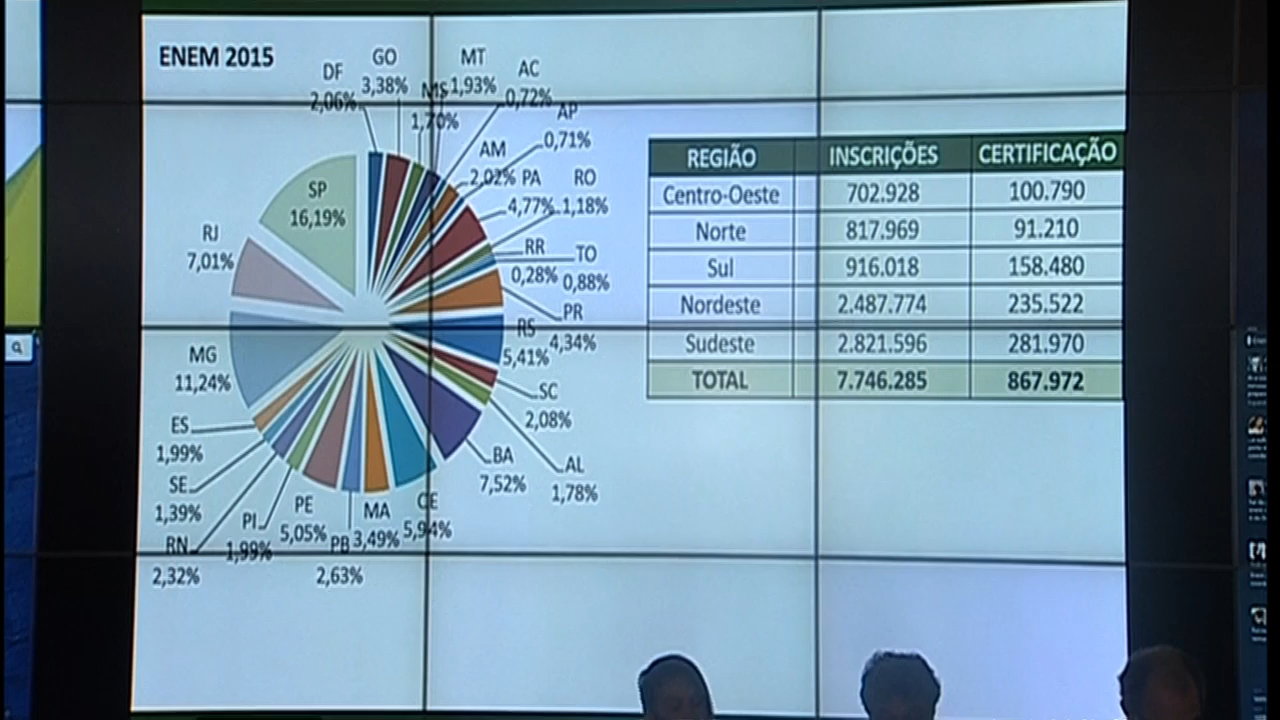 ENEM 2015
DF
2,06%
GO
3,38%
MS
1,70%
MT
1,93%
AC
0,72%
AP
0,71%
AM
2,02%
PA
4,77%
RO
1,18%
RR
0,28%
TO
0,88%
PR
4,34%
RS
5,41%
SC
2,08%
AL
1,78%
BA
7,52%
CE
5,94%
MA
3,49%
PB
2,63%
PE
5,05%
PI
1,99%
RN
2,32%
SE
1,39%
ES
1,99%
MG
11,24%
RJ
7,01%
SP
16,19%
REGIÃO INSCRIÇÕES CERTIFICAÇÃO
Centro-Oeste 702.928 100.790
Norte 817.969 91.210
Sul 916.018 158.480
Nordeste 2.487.774 235.522
Sudeste 2.821.596 281.970
TOTAL 7.746.285 867.972